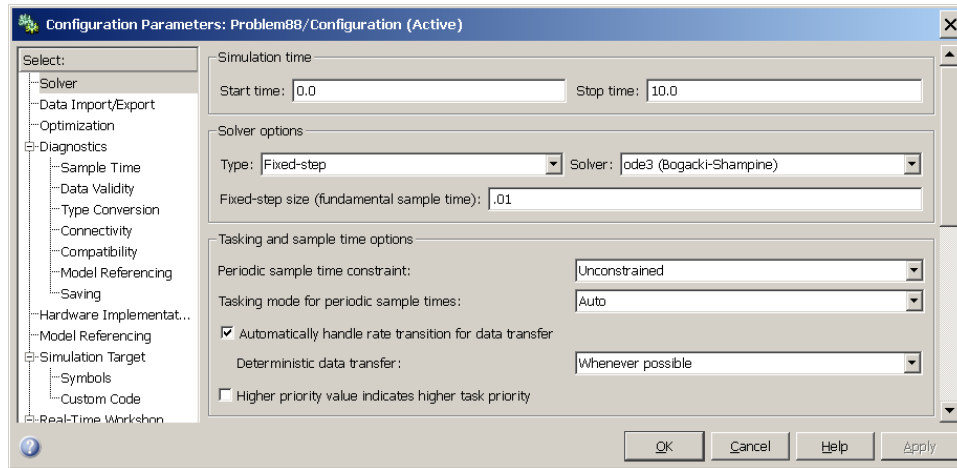 Configuration Parameters: Problem88/Configuration (Active)
Select:
Solver
Data Import/Export
Optimization
Diagnostics
Sample Time
Data Validity
Type Conversion
Connectivity
Compatibility
Model Referencing
Saving
Hardware Implementat...
Model Referencing
Simulation Target
Symbols
Custom Code
Real-Time Workshop
Simulation time
Start time: 0.0 Stop time: 10.0
Solver options
Type: Fixed-step Solver: ode3 (Bogacki-Shampine)
Fixed-step size (fundamental sample time): .01
Tasking and sample time options
Periodic sample time constraint: Unconstrained
Tasking mode for periodic sample times: Auto
Automatically handle rate transition for data transfer
Deterministic data transfer: Whenever possible
Higher priority value indicates higher task priority
OK Cancel Help Apply